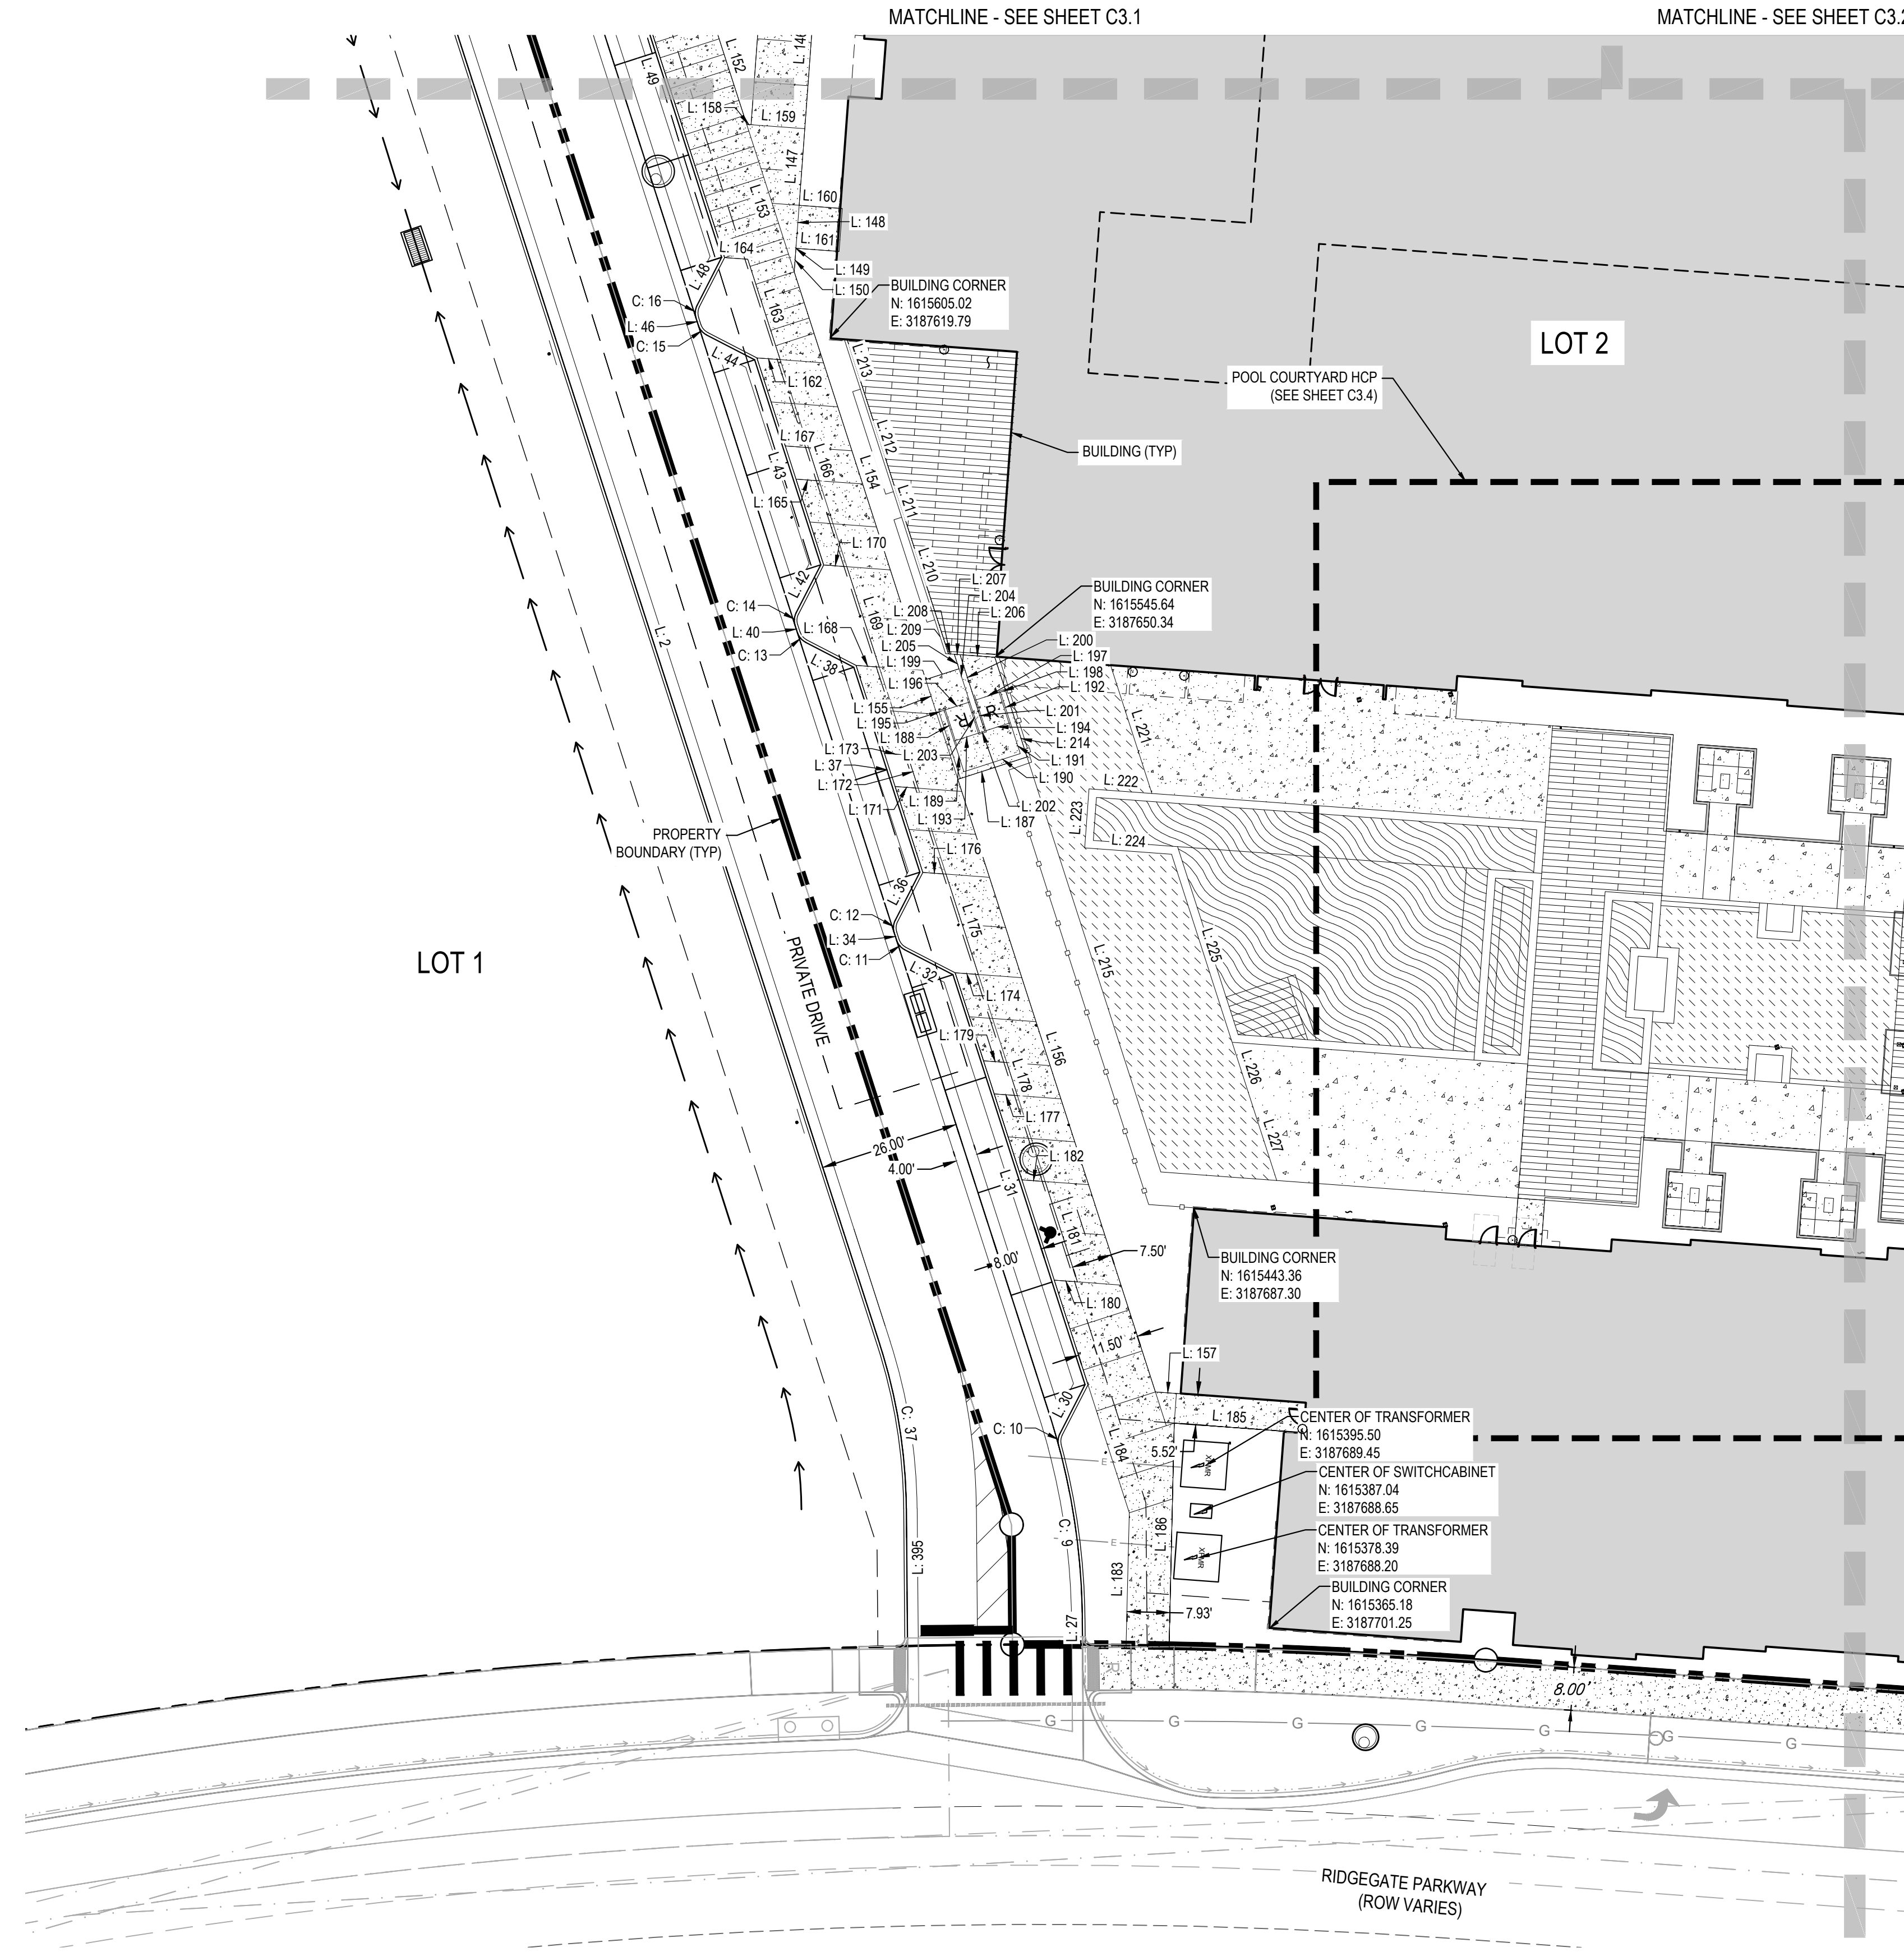 MATCHLINE - SEE SHEET C3.1
MATCHLINE - SEE SHEET C3.2
L: 49
L: 152
L: 146
L: 158
L: 159
L: 147
L: 153
L: 160
L: 148
L: 161
L: 164
L: 149
L: 150
L: 48
C: 16
L: 46
C: 15
L: 163
BUILDING CORNER
N: 1615605.02
E: 3187619.79
LOT 2
L: 44
L: 162
L: 213
POOL COURTYARD HCP
(SEE SHEET C3.4)
L: 167
L: 43
L: 166
L: 154
L: 212
BUILDING (TYP)
L: 165
L: 211
L: 170
L: 210
L: 42
C: 14
L: 40
C: 13
L: 168
L: 169
L: 38
L: 2
L: 207
L: 204
L: 206
L: 208
L: 209
L: 205
L: 199
L: 196
L: 155
L: 195
L: 188
L: 203
BUILDING CORNER
N: 1615545.64
E: 3187650.34
L: 200
L: 197
L: 198
L: 192
L: 201
L: 194
L: 214
L: 191
L: 190
L: 202
L: 187
L: 173
L: 37
L: 172
L: 171
L: 189
L: 193
L: 221
L: 222
L: 223
L: 224
PROPERTY
BOUNDARY (TYP)
L: 176
L: 36
C: 12
L: 34
C: 11
L: 175
L: 32
L: 174
L: 215
L: 225
LOT 1
PRIVATE DRIVE
L: 179
L: 178
L: 156
L: 177
L: 226
L: 227
26.00'
4.00'
L: 182
L: 31
L: 181
8.00'
7.50'
BUILDING CORNER
N: 1615443.36
E: 3187687.30
L: 180
11.50'
L: 157
L: 30
C: 10
L: 184
L: 185
5.52'
C: 37
E
XFMR
CENTER OF TRANSFORMER
N: 1615395.50
E: 3187689.45
CENTER OF SWITCHCABINET
N: 1615387.04
E: 3187688.65
CENTER OF TRANSFORMER
N: 1615378.39
E: 3187688.20
BUILDING CORNER
N: 1615365.18
E: 3187701.25
C: 9
E
L: 186
XFMR
L: 395
L: 183
L: 27
7.93'
8.00'
G
G
G
G
G
G
G
RIDGEGATE PARKWAY
(ROW VARIES)